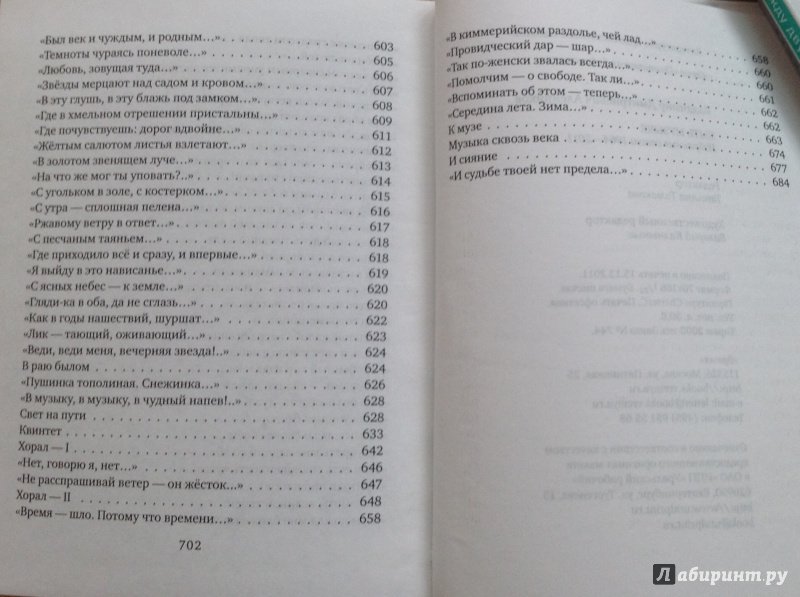 «Был век и чуждым, и родным…» 603
«Темноты чураясь поневоле…» 605
«Любовь, зовущая туда…» 606
«Звёзды мерцают над садом и кровом…» 607
«В эту глушь, в эту блажь под замком…» 608
«Где в хмельном отрешении пристальны…» 609
«Где почувствуешь: дорог вдвойне…» 611
«Жёлтым салютом листья взлетают…» 612
«В золотом звенящем луче…» 613
«На что же мог ты уповать?..» 614
«С угольком в золе, с костерком…» 615
«С утра — сплошная пелена…» 616
«Ржавому ветру в ответ…» 617
«С песчаным таяньем…» 618
«Где приходило всё и сразу, и впервые…» 618
«Я выйду в это нависанье…» 619
«С ясных небес — к земле…» 620
«Гляди-ка в оба, да не сглазь…» 620
«Как в годы нашествий, шуршат…» 622
«Лик — тающий, оживающий…» 623
«Веди, веди меня, вечерняя звезда!..» 624
В раю былом 624
«Пушинка тополиная. Снежинка…» 626
«В музыку, в музыку, в чудный напев!..» 628
Свет на пути 628
Квинтет 633
Хорал — I 642
«Нет, говорю я, нет…» 646
«Не расспрашивай ветер — он жёсток…» 647
Хорал — II 648
«Время — шло. Потому что времени…» 658
702
«В киммерийском раздолье, чей лад…» 658
«Провидческий дар — шар…» 660
«Так по-женски звалась всегда…» 660
«Помолчим — о свободе. Так ли…» 661
«Вспоминать об этом — теперь…» 662
«Середина лета. Зима…» 662
К музе 663
Музыка сквозь века 674
И сияние 677
«И судьбе твоей нет предела…» 684
Лабиринт.ру